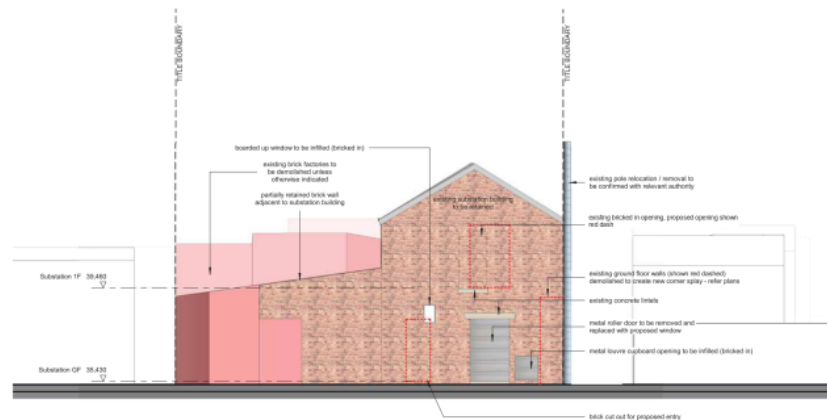 TITLE BOUNDARY
TITLE BOUNDARY
boarded up window to be infilled (bricked in)
existing brick factories to
be demolished unless
otherwise indicated
partially retained brick wall
adjacent to substation building
existing substation building
to be retained
existing pole relocation / removal to
be confirmed with relevant authority
existing bricked in opening, proposed opening shown
red dash
Substation 1F 39,460
existing ground floor walls (shown red dashed)
demolished to create new corner splay - refer plans
existing concrete lintels
metal roller door to be removed and
replaced with proposed window
metal louvre cupboard opening to be infilled (bricked in)
Substation GF 35,430
brick cut out for proposed entry